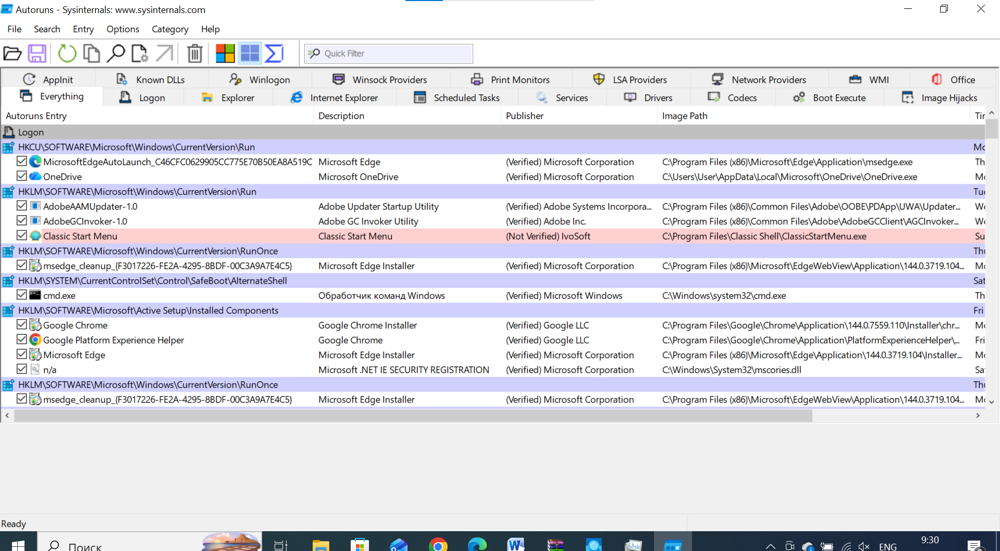 Autoruns - Sysinternals: www.sysinternals.com
File Search Entry Options Category Help
Quick Filter
AppInit Known DLLs Winlogon Winsock Providers Print Monitors LSA Providers Network Providers WMI Office
Everything Logon Explorer Internet Explorer Scheduled Tasks Services Drivers Codecs Boot Execute Image Hijacks
Autoruns Entry Description Publisher Image Path Tir
Logon
HKCU\SOFTWARE\Microsoft\Windows\CurrentVersion\Run Mo
MicrosoftEdgeAutoLaunch_C46CFC0629905CC775E70B50EA8A519C Microsoft Edge (Verified) Microsoft Corporation C:\Program Files (x86)\Microsoft\Edge\Application\msedge.exe Th
OneDrive Microsoft OneDrive (Verified) Microsoft Corporation C:\Users\User\AppData\Local\Microsoft\OneDrive\OneDrive.exe Mo
HKLM\SOFTWARE\Microsoft\Windows\CurrentVersion\Run Tue
AdobeAAMUpdater-1.0 Adobe Updater Startup Utility (Verified) Adobe Systems Incorpora... C:\Program Files (x86)\Common Files\Adobe\OOBE\PDApp\UWA\Updater... We
AdobeGCInvoker-1.0 Adobe GC Invoker Utility (Verified) Adobe Inc. C:\Program Files (x86)\Common Files\Adobe\AdobeGCClient\AGCInvoker... We
Classic Start Menu Classic Start Menu (Not Verified) IvoSoft C:\Program Files\Classic Shell\ClassicStartMenu.exe Su
HKLM\SOFTWARE\Microsoft\Windows\CurrentVersion\RunOnce Thu
msedge_cleanup_{F3017226-FE2A-4295-8BDF-00C3A9A7E4C5} Microsoft Edge Installer (Verified) Microsoft Corporation C:\Program Files (x86)\Microsoft\EdgeWebView\Application\144.0.3719.104... Mo
HKLM\SYSTEM\CurrentControlSet\Control\SafeBoot\AlternateShell Sat
cmd.exe Обработчик команд Windows (Verified) Microsoft Windows C:\Windows\system32\cmd.exe Th
HKLM\SOFTWARE\Microsoft\Active Setup\Installed Components Fri
Google Chrome Google Chrome Installer (Verified) Google LLC C:\Program Files\Google\Chrome\Application\144.0.7559.110\Installer\chr... Mo
Google Platform Experience Helper Google Chrome (Verified) Google LLC C:\Program Files\Google\Chrome\Application\PlatformExperienceHelper\... Fri
Microsoft Edge Microsoft Edge Installer (Verified) Microsoft Corporation C:\Program Files (x86)\Microsoft\Edge\Application\144.0.3719.104\Installer... Mo
n/a Microsoft .NET IE SECURITY REGISTRATION (Verified) Microsoft Corporation C:\Windows\System32\mscories.dll Sa
HKLM\SOFTWARE\Microsoft\Windows\CurrentVersion\RunOnce Thu
msedge_cleanup_{F3017226-FE2A-4295-8BDF-00C3A9A7E4C5} Microsoft Edge Installer (Verified) Microsoft Corporation C:\Program Files (x86)\Microsoft\EdgeWebView\Application\144.0.3719.104... Mo
Ready
Поиск ENG 9:30